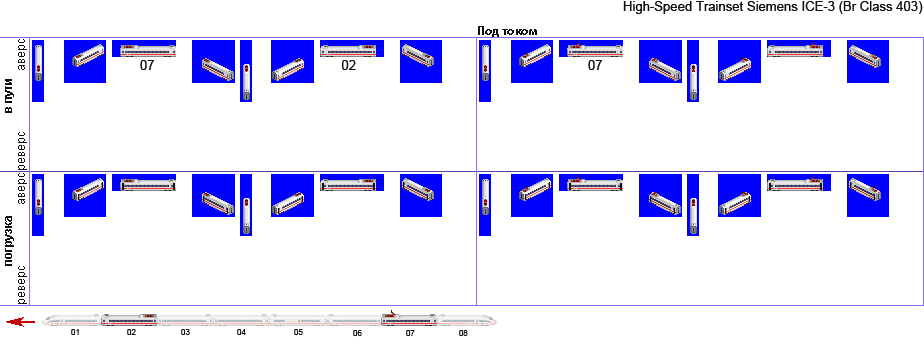 High-Speed Trainset Siemens ICE-3 (Br Class 403)
Под током
аверс
в пути
реверс
07
02
07
аверс
погрузка
реверс
01 02 03 04 05 06 07 08